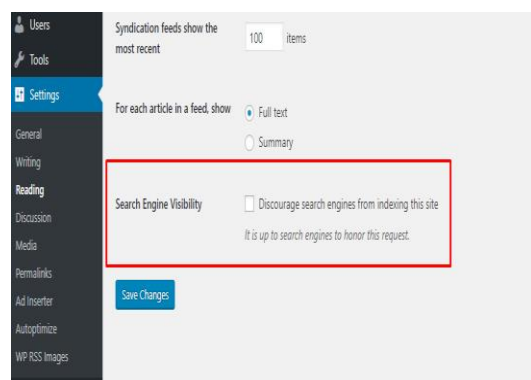 Users
Tools
Settings
General
Writing
Reading
Discussion
Media
Permalinks
Ad Inserter
Autoptimize
WP RSS Images
Syndication feeds show the
most recent
100 items
For each article in a feed, show
Full text
Summary
Search Engine Visibility
Discourage search engines from indexing this site
It is up to search engines to honor this request.
Save Changes